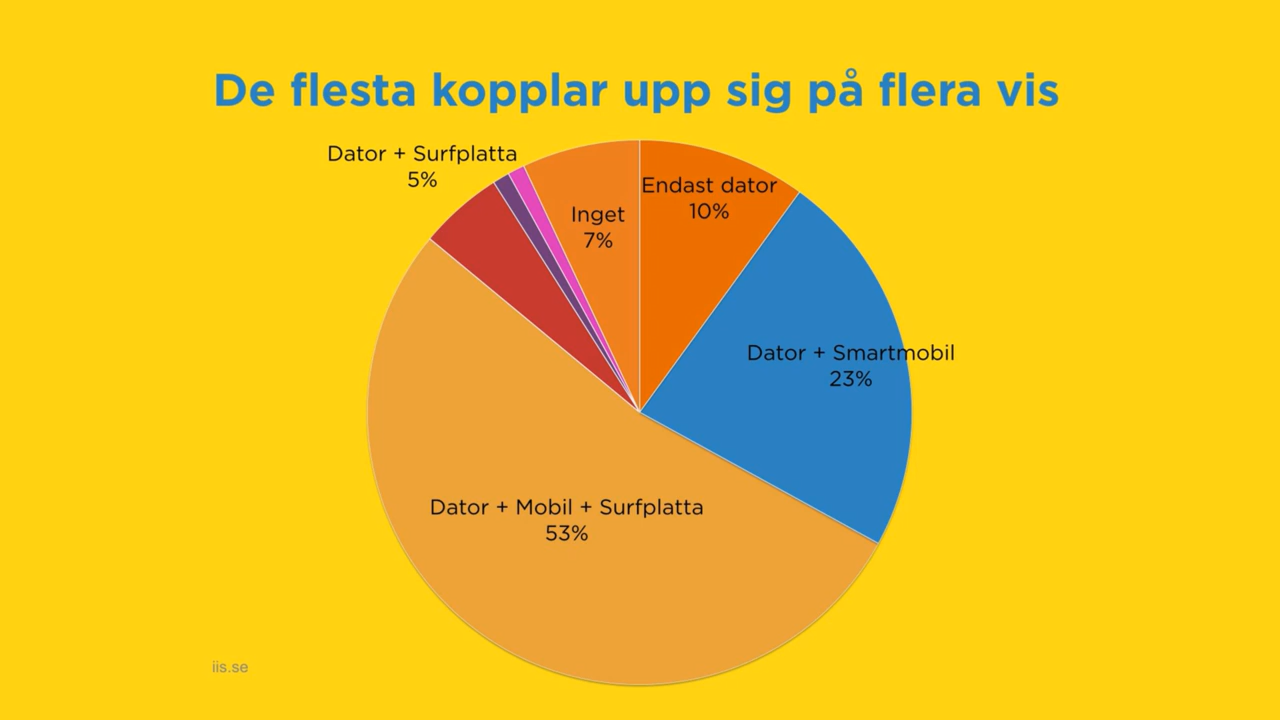 De flesta kopplar upp sig på flera vis
Dator + Surfplatta
5%
Endast dator
10%
Inget
7%
Dator + Smartmobil
23%
Dator + Mobil + Surfplatta
53%
iis.se